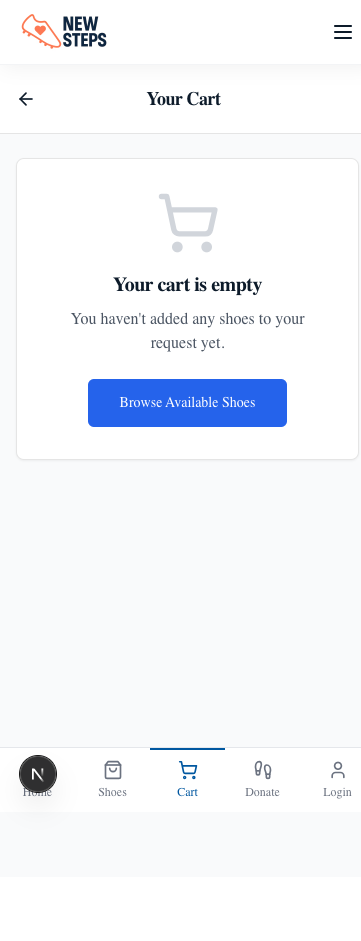 NEW
STEPS
Your Cart
Your cart is empty
You haven't added any shoes to your
request yet.
Browse Available Shoes
N
Home
Shoes
Cart
Donate
Login